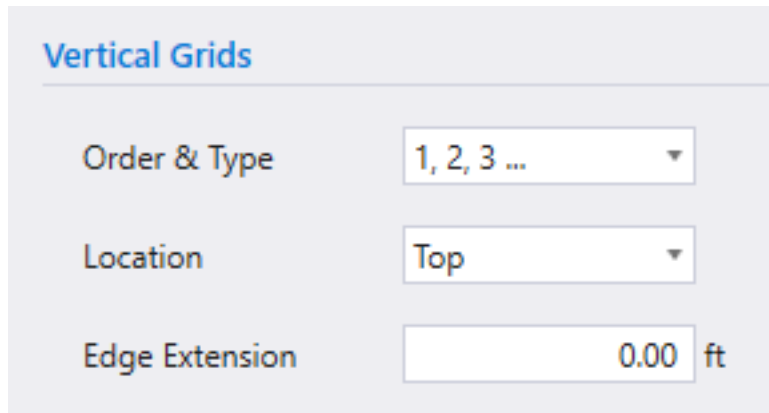 Vertical Grids
Order & Type 1, 2, 3 ...
Location Top
Edge Extension 0.00 ft